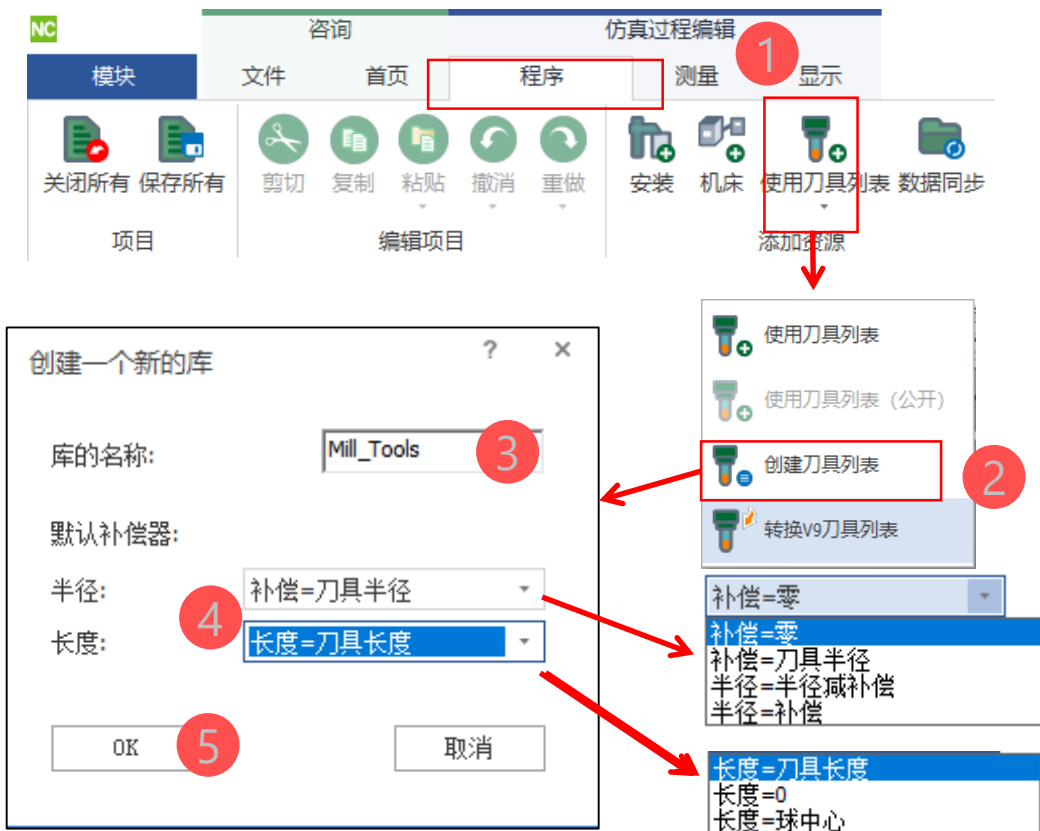 NC
咨询
仿真过程编辑
1
模块
文件
首页
程序
测量
显示
关闭所有
保存所有
剪切
复制
粘贴
撤消
重做
安装
机床
使用刀具列表
数据同步
项目
编辑项目
添加资源
使用刀具列表
使用刀具列表（公开）
创建刀具列表
2
转换V9刀具列表
创建一个新的库
?
×
库的名称:
Mill_Tools
3
默认补偿器:
半径:
补偿=刀具半径
4
长度:
长度=刀具长度
OK
5
取消
补偿=零
补偿=零
补偿=刀具半径
半径=半径减补偿
半径=补偿
长度=刀具长度
长度=0
长度=球中心